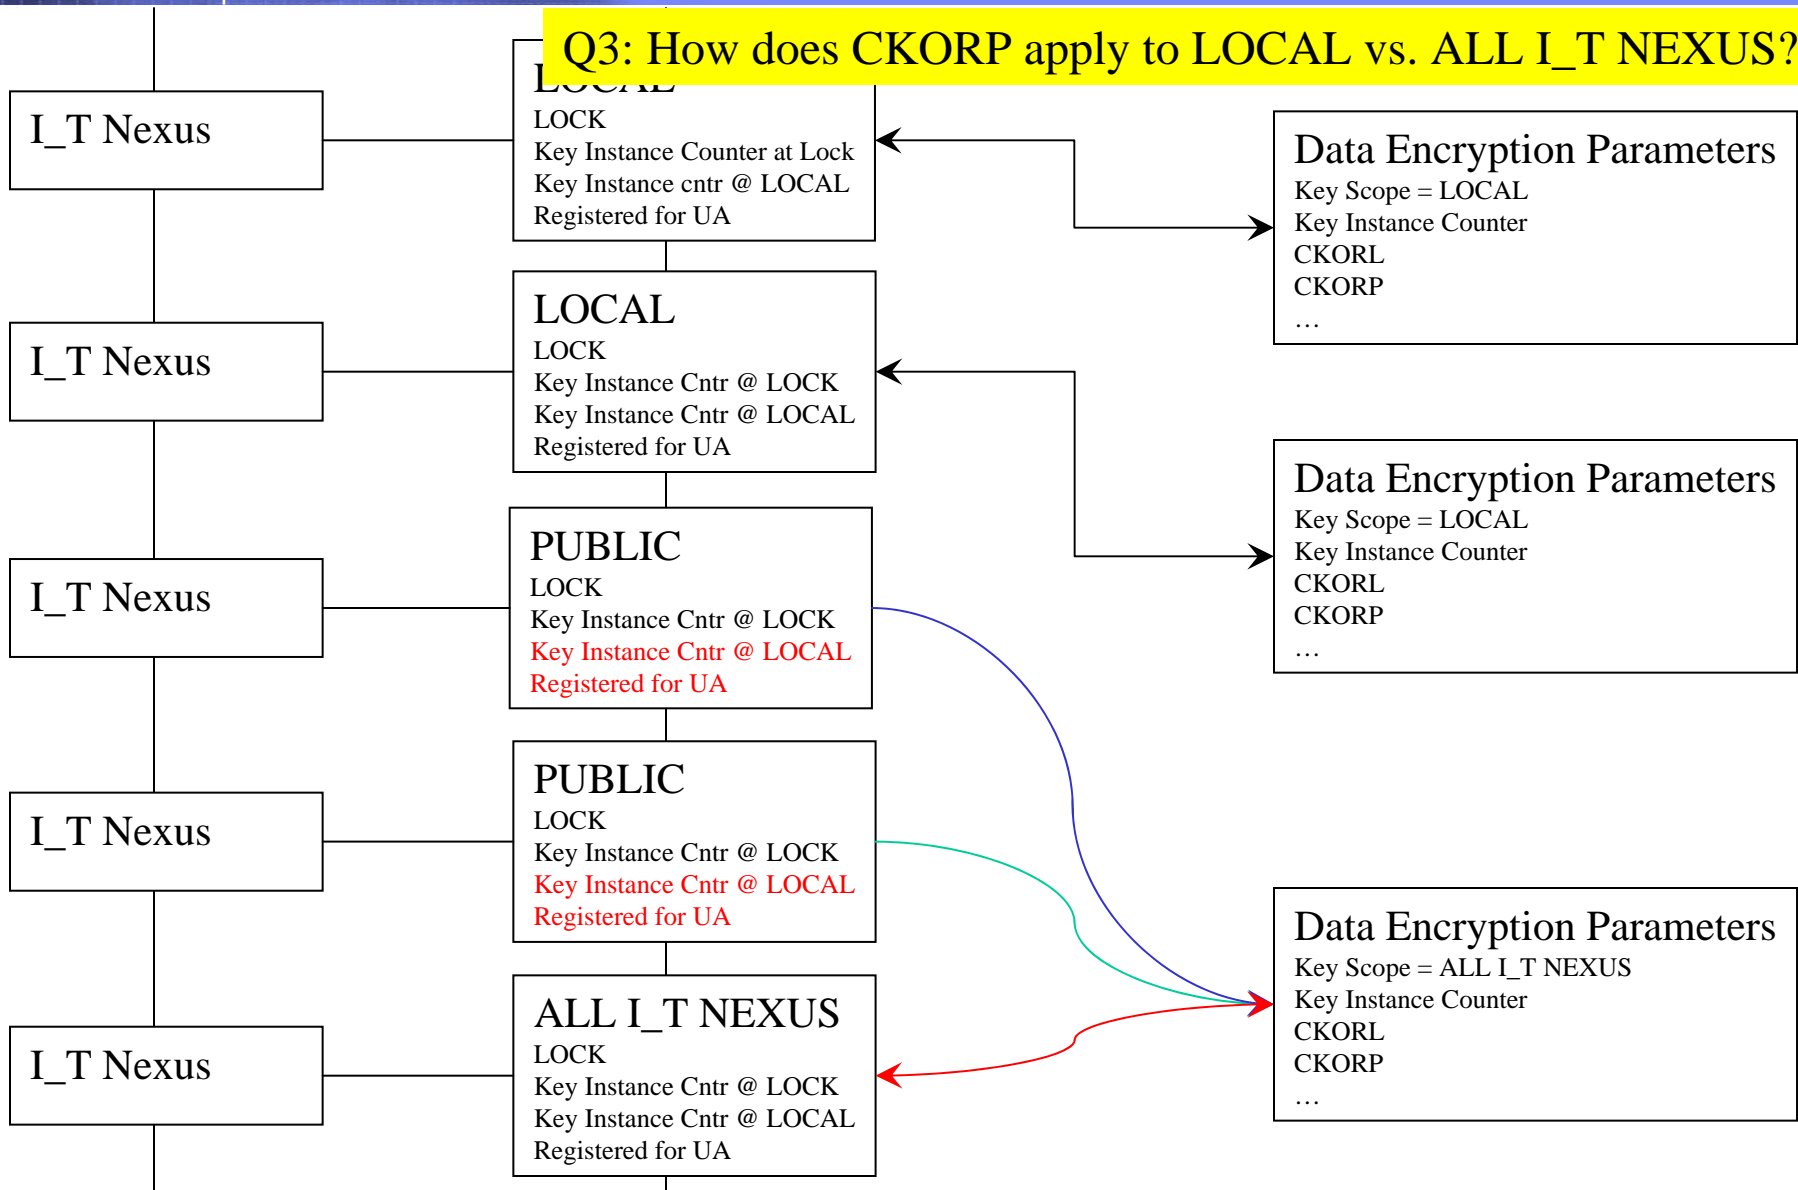 Q3: How does CKORP apply to LOCAL vs. ALL I_T NEXUS?
I_T Nexus
LOCAL
LOCK
Key Instance Counter at Lock
Key Instance cntr @ LOCAL
Registered for UA
Data Encryption Parameters
Key Scope = LOCAL
Key Instance Counter
CKORL
CKORP
…
I_T Nexus
LOCAL
LOCK
Key Instance Cntr @ LOCK
Key Instance Cntr @ LOCAL
Registered for UA
Data Encryption Parameters
Key Scope = LOCAL
Key Instance Counter
CKORL
CKORP
…
I_T Nexus
PUBLIC
LOCK
Key Instance Cntr @ LOCK
Key Instance Cntr @ LOCAL
Registered for UA
I_T Nexus
PUBLIC
LOCK
Key Instance Cntr @ LOCK
Key Instance Cntr @ LOCAL
Registered for UA
I_T Nexus
ALL I_T NEXUS
LOCK
Key Instance Cntr @ LOCK
Key Instance Cntr @ LOCAL
Registered for UA
Data Encryption Parameters
Key Scope = ALL I_T NEXUS
Key Instance Counter
CKORL
CKORP
…